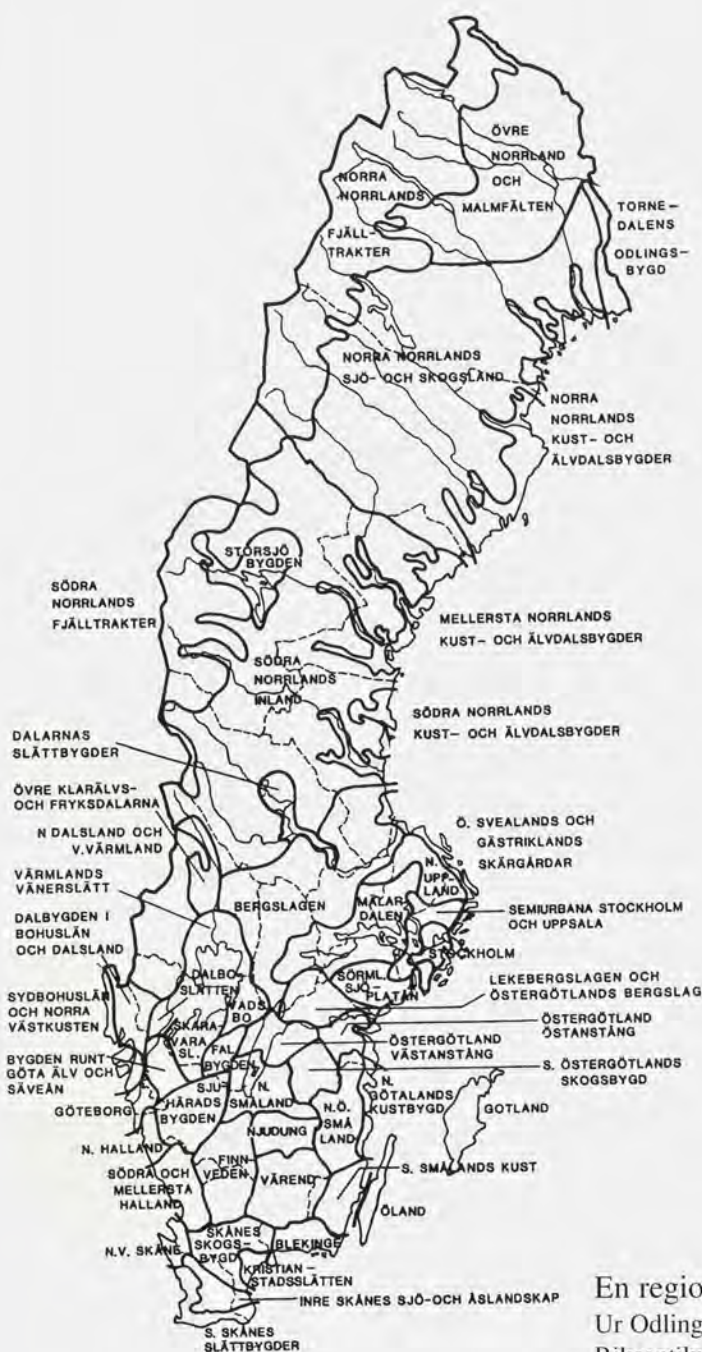 ÖVRE
NORRLAND
OCH
MALMFÄLTEN
NORRA
NORRLANDS
FJÄLL-
TRAKTER
TORNE-
DALENS
ODLINGS-
BYGD
NORRA NORRLANDS
SJÖ- OCH SKOGSLAND
NORRA
NORRLANDS
KUST- OCH
ÄLVDALSBYGDER
STORSJÖ
BYGDEN
SÖDRA
NORRLANDS
FJÄLLTRAKTER
MELLERSTA NORRLANDS
KUST- OCH ÄLVDALSBYGDER
SÖDRA
NORRLANDS
INLAND
SÖDRA NORRLANDS
KUST- OCH ÄLVDALSBYGDER
DALARNAS
SLÄTTBYGDER
ÖVRE KLARÄLVS-
OCH FRYKSDALARNA
N DALSLAND OCH
V.VÄRMLAND
VÄRMLANDS
VÄNERSLÄTT
DALBYGDEN I
BOHUSLÄN
OCH DALSLAND
SYDBOHUSLÄN
OCH NORRA
VÄSTKUSTEN
BYGDEN RUNT
GÖTA ÄLV OCH
SÄVEÅN
GÖTEBORG
N. HALLAND
SÖDRA OCH
MELLERSTA
HALLAND
N.V. SKÅNE
Ö. SVEALANDS OCH
GÄSTRIKLANDS
SKÄRGÅRDAR
N.
UPP-
LAND
BERGSLAGEN
MÄLAR-
DALEN
SEMIURBANA STOCKHOLM
OCH UPPSALA
STOCKHOLM
SÖRML.
SJÖ-
PLATÅN
LEKEBERGSLAGEN OCH
ÖSTERGÖTLANDS BERGSLAG
ÖSTERGÖTLAND
ÖSTANSTÅNG
ÖSTERGÖTLAND
VÄSTANSTÅNG
S. ÖSTERGÖTLANDS
SKOGSBYGD
DALBO-
SLÄTTEN
VADS
BO
SKARA-
VARA
SL.
FAL
BYGDEN
SJU-
HÄRADS
BYGDEN
N.
SMÅLAND
N.Ö.
SMÅ
LAND
N.
GÖTALANDS
KUSTBYGD
GOTLAND
NJUDUNG
FINN
VEDEN
VÄREND
S. SMÅLANDS KUST
ÖLAND
SKÅNES
SKOGS-
BYGD
BLEKINGE
KRISTIAN-
STADSSLÄTTEN
INRE SKÅNES SJÖ-OCH ÅSLANDSKAP
S. SKÅNES
SLÄTTBYGDER
En regio
Ur Odling